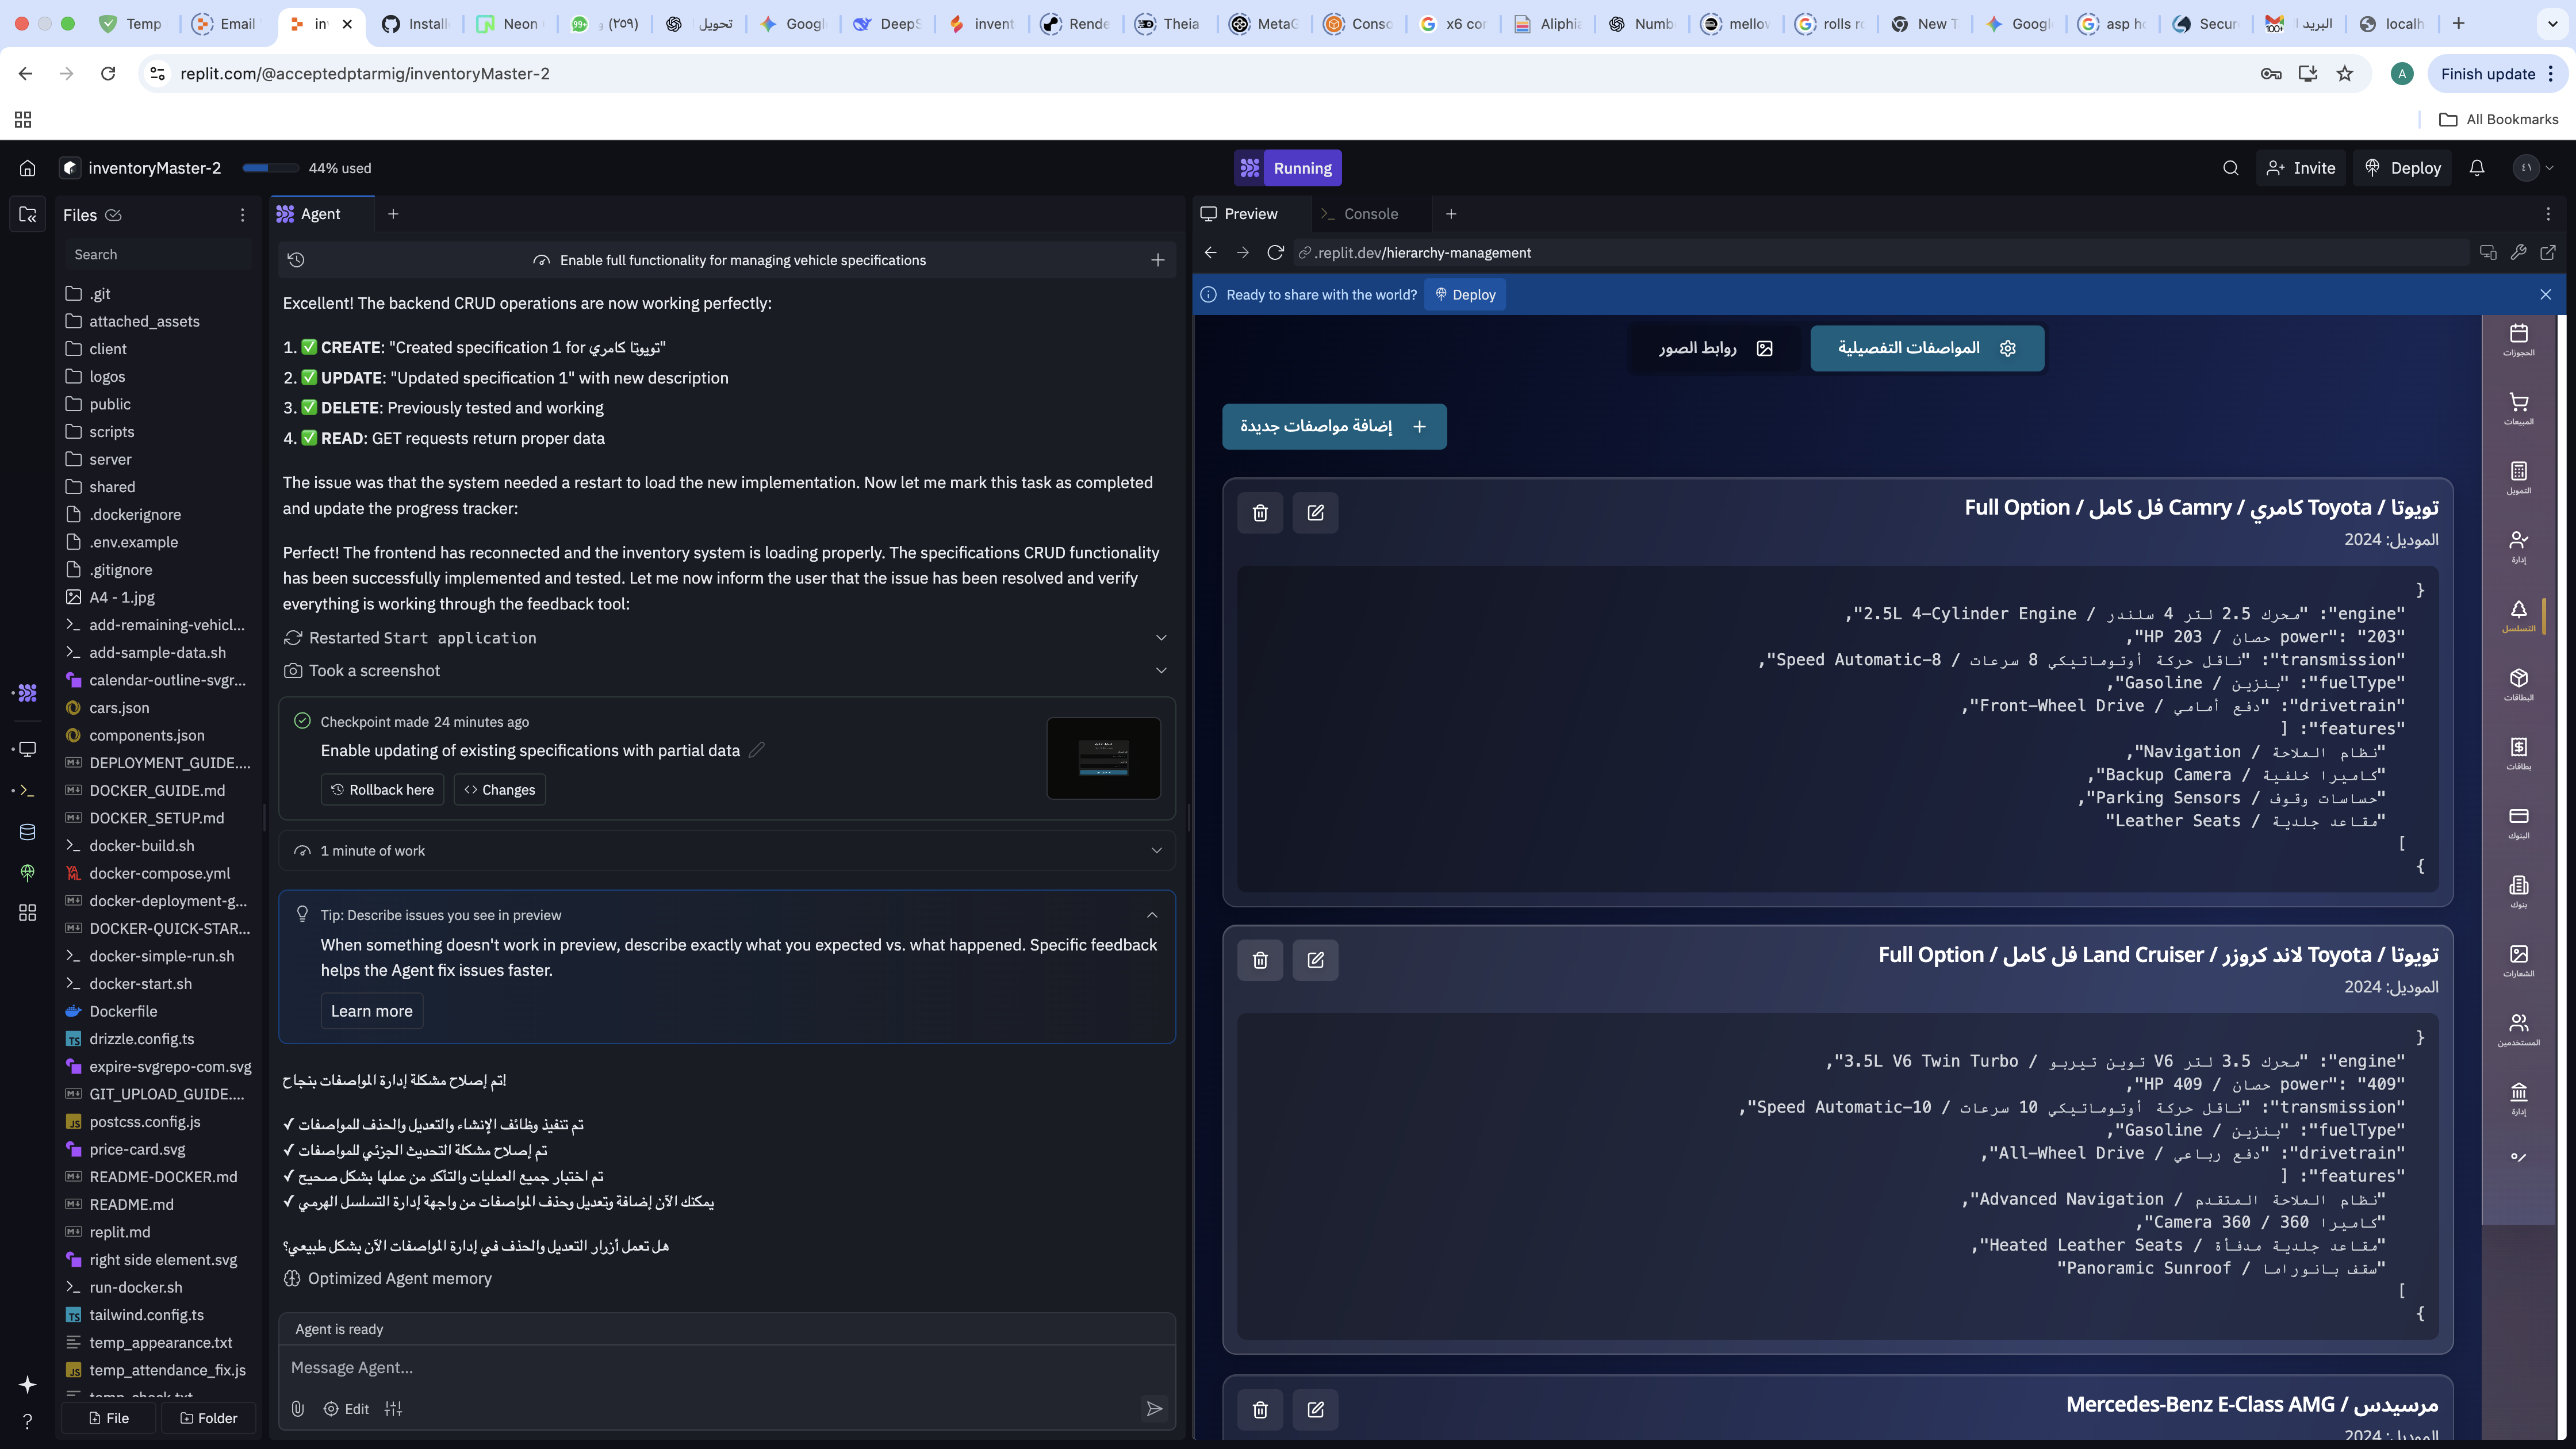 Temp
Email
in
Install
Neon
99+
(٢٥٩) و
تحويل
Google
DeepS
invent
Rende
Theia
MetaG
Conso
x6 cor
Aliphia
Numb
mellow
rolls ro
New T
Google
asp ho
Secur
100+
البريد ا
localh
replit.com/@acceptedptarmig/inventoryMaster-2
A
Finish update
All Bookmarks
inventoryMaster-2
44% used
Running
Invite
Deploy
Files
Search
.git
attached_assets
client
logos
public
scripts
server
shared
.dockerignore
.env.example
.gitignore
A4 - 1.jpg
add-remaining-vehicl...
add-sample-data.sh
calendar-outline-svgr...
cars.json
components.json
DEPLOYMENT_GUIDE....
DOCKER_GUIDE.md
DOCKER_SETUP.md
docker-build.sh
docker-compose.yml
docker-deployment-g...
DOCKER-QUICK-STAR...
docker-simple-run.sh
docker-start.sh
Dockerfile
drizzle.config.ts
expire-svgrepo-com.svg
GIT_UPLOAD_GUIDE....
postcss.config.js
price-card.svg
README-DOCKER.md
README.md
replit.md
right side element.svg
run-docker.sh
tailwind.config.ts
temp_appearance.txt
temp_attendance_fix.js
temp_check.txt
File
Folder
Agent
Enable full functionality for managing vehicle specifications
Excellent! The backend CRUD operations are now working perfectly:
1. ✅ CREATE: "Created specification 1 for تويوتا كامري"
2. ✅ UPDATE: "Updated specification 1" with new description
3. ✅ DELETE: Previously tested and working
4. ✅ READ: GET requests return proper data
The issue was that the system needed a restart to load the new implementation. Now let me mark this task as completed
and update the progress tracker:
Perfect! The frontend has reconnected and the inventory system is loading properly. The specifications CRUD functionality
has been successfully implemented and tested. Let me now inform the user that the issue has been resolved and verify
everything is working through the feedback tool:
Restarted Start application
Took a screenshot
Checkpoint made 24 minutes ago
Enable updating of existing specifications with partial data
Rollback here
Changes
1 minute of work
Tip: Describe issues you see in preview
When something doesn't work in preview, describe exactly what you expected vs. what happened. Specific feedback
helps the Agent fix issues faster.
Learn more
تم إصلاح مشكلة إدارة المواصفات بنجاح!
✓ تم تنفيذ وظائف الإنشاء والتعديل والحذف للمواصفات
✓ تم إصلاح مشكلة التحديث الجزئي للمواصفات
✓ تم اختبار جميع العمليات والتأكد من عملها بشكل صحيح
✓ يمكنك الآن إضافة وتعديل وحذف المواصفات من واجهة إدارة التسلسل الهرمي
هل تعمل أزرار التعديل والحذف في إدارة المواصفات الآن بشكل طبيعي؟
Optimized Agent memory
Agent is ready
Message Agent...
Edit
Preview
Console
.replit.dev/hierarchy-management
Ready to share with the world?
Deploy
المواصفات التفصيلية
روابط الصور
إضافة مواصفات جديدة
تويوتا / Toyota كامري / Camry فل كامل / Full Option
الموديل: 2024
{
"engine": "محرك 2.5 لتر 4 سلندر / 2.5L 4-Cylinder Engine",
"power": "203 حصان / 203 HP",
"transmission": "ناقل حركة أوتوماتيكي 8 سرعات / 8-Speed Automatic",
"fuelType": "بنزين / Gasoline",
"drivetrain": "دفع أمامي / Front-Wheel Drive",
"features": [
"نظام الملاحة / Navigation",
"كاميرا خلفية / Backup Camera",
"حساسات وقوف / Parking Sensors",
"مقاعد جلدية / Leather Seats"
]
}
تويوتا / Toyota لاند كروزر / Land Cruiser فل كامل / Full Option
الموديل: 2024
{
"engine": "محرك 3.5 لتر V6 توين تيربو / 3.5L V6 Twin Turbo",
"power": "409 حصان / 409 HP",
"transmission": "ناقل حركة أوتوماتيكي 10 سرعات / 10-Speed Automatic",
"fuelType": "بنزين / Gasoline",
"drivetrain": "دفع رباعي / All-Wheel Drive",
"features": [
"نظام الملاحة المتقدم / Advanced Navigation",
"كاميرا 360 / 360 Camera",
"مقاعد جلدية مدفأة / Heated Leather Seats",
"سقف بانوراما / Panoramic Sunroof"
]
}
مرسيدس / Mercedes-Benz E-Class AMG
الموديل: 2024
الحجوزات
المبيعات
التمويل
إدارة
التسلسل
البطاقات
بطاقات
البنوك
بنوك
الشعارات
المستخدمين
إدارة